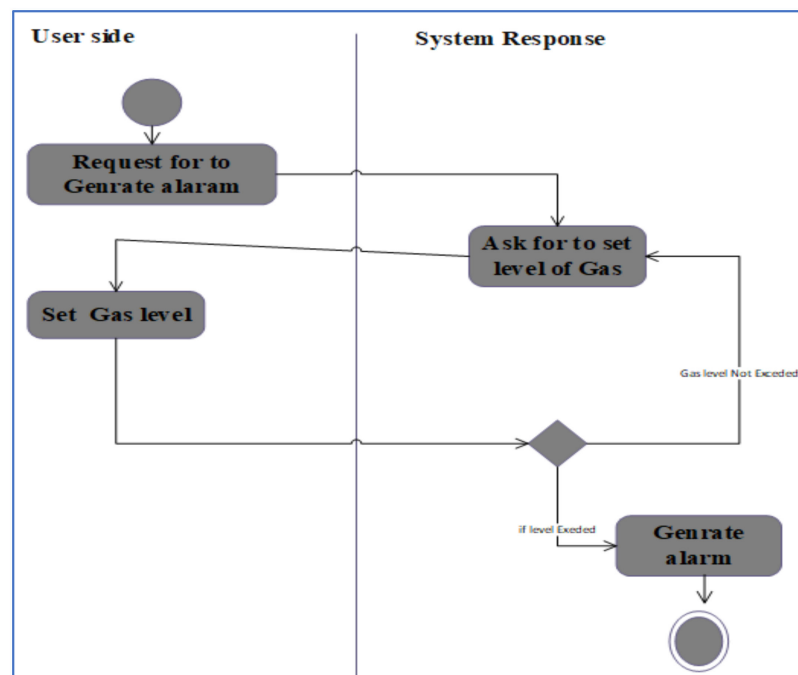 User side
System Response
Request for to
Genrate alaram
Ask for to set
level of Gas
Set Gas level
Gas level Not Exceded
if level Exeded
Genrate
alarm